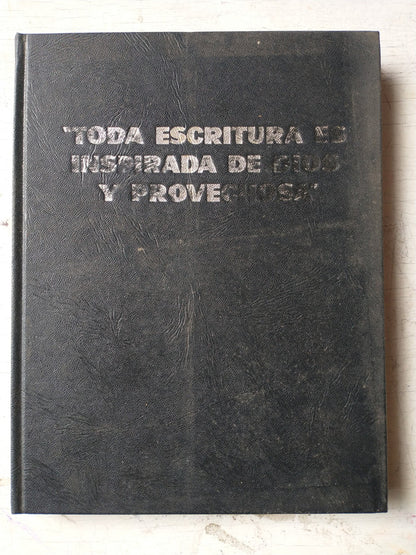 "TODA ESCRITURA ES
INSPIRADA DE DIOS
Y PROVECHOSA"